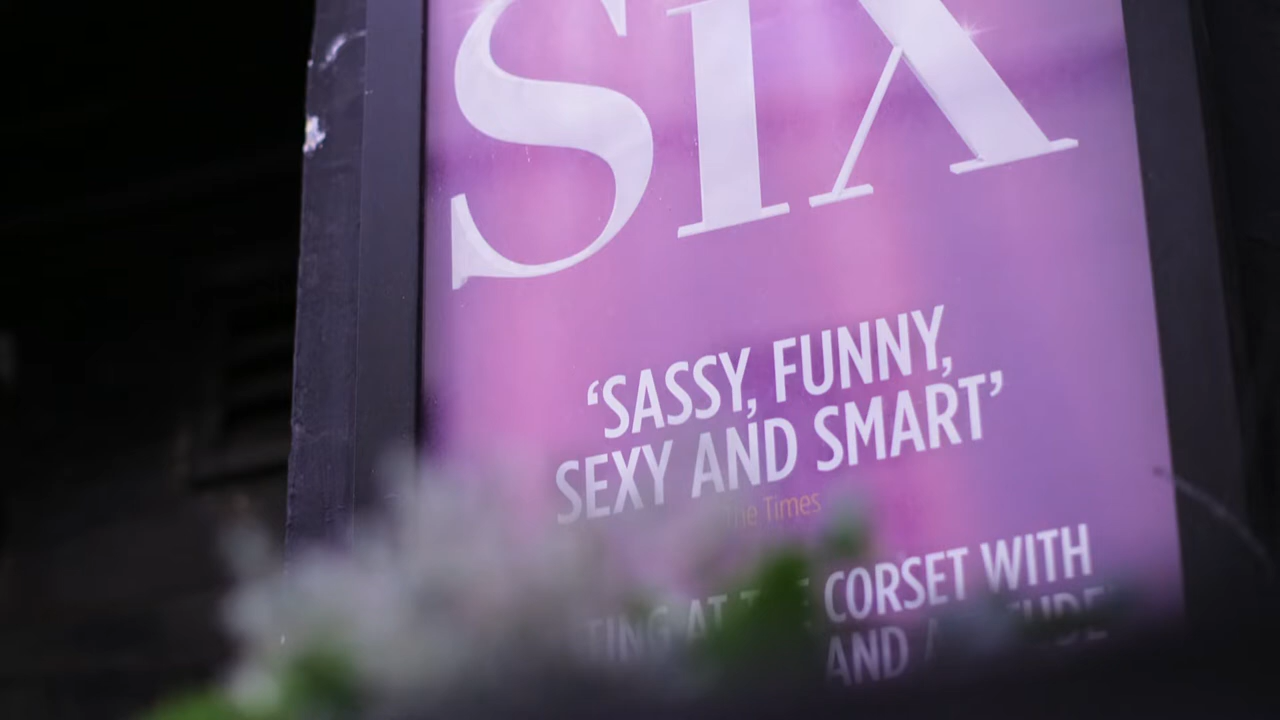 SIX
‘SASSY, FUNNY,
SEXY AND SMART’
The Times
CORSET WITH
AND